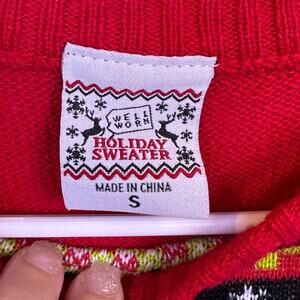 WELL
WORN
HOLIDAY
SWEATER
MADE IN CHINA
S